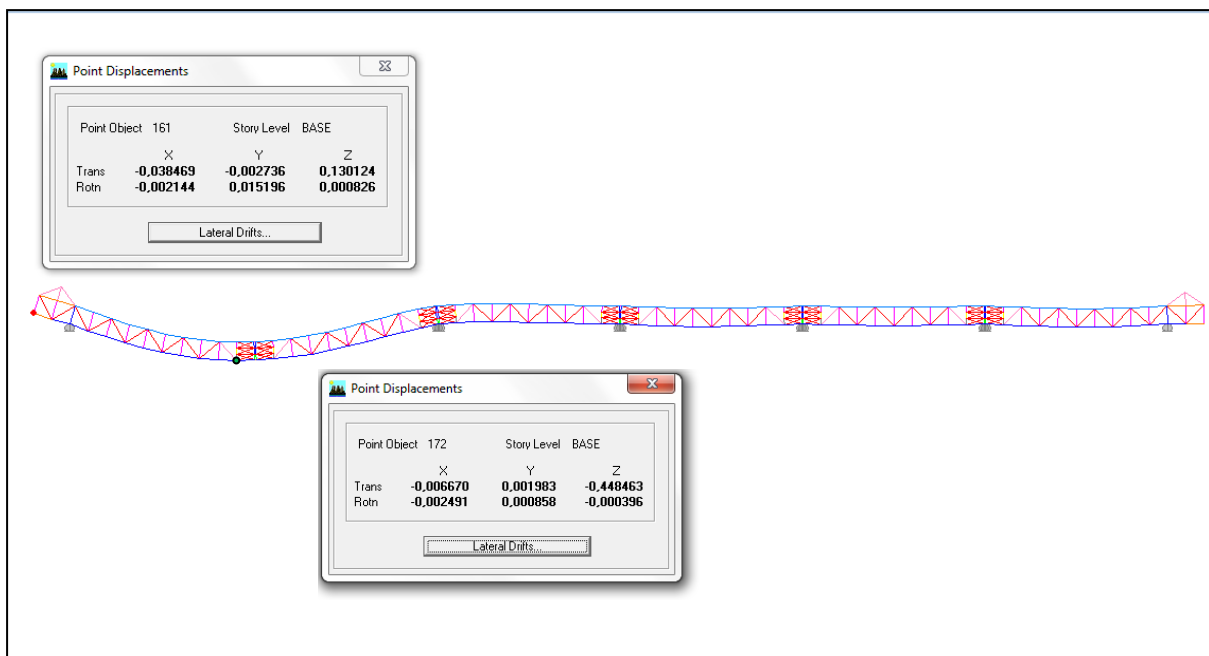 Point Displacements
Point Object 161 Story Level BASE
X Y Z
Trans -0,038469 -0,002736 0,130124
Rotn -0,002144 0,015196 0,000826
Lateral Drifts...
Point Displacements
Point Object 172 Story Level BASE
X Y Z
Trans -0,006670 0,001983 -0,448463
Rotn -0,002491 0,000858 -0,000396
Lateral Drifts...